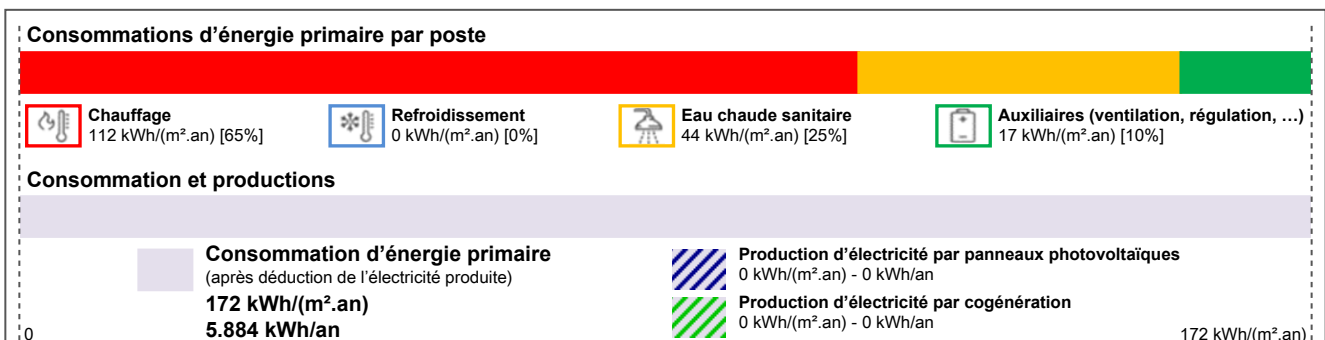 Consommations d'énergie primaire par poste
Chauffage
112 kWh/(m².an) [65%]
Refroidissement
0 kWh/(m².an) [0%]
Eau chaude sanitaire
44 kWh/(m².an) [25%]
Auxiliaires (ventilation, régulation, …)
17 kWh/(m².an) [10%]
Consommation et productions
Consommation d'énergie primaire
(après déduction de l'électricité produite)
172 kWh/(m².an)
5.884 kWh/an
Production d'électricité par panneaux photovoltaïques
0 kWh/(m².an) - 0 kWh/an
Production d'électricité par cogénération
0 kWh/(m².an) - 0 kWh/an
0
172 kWh/(m².an)